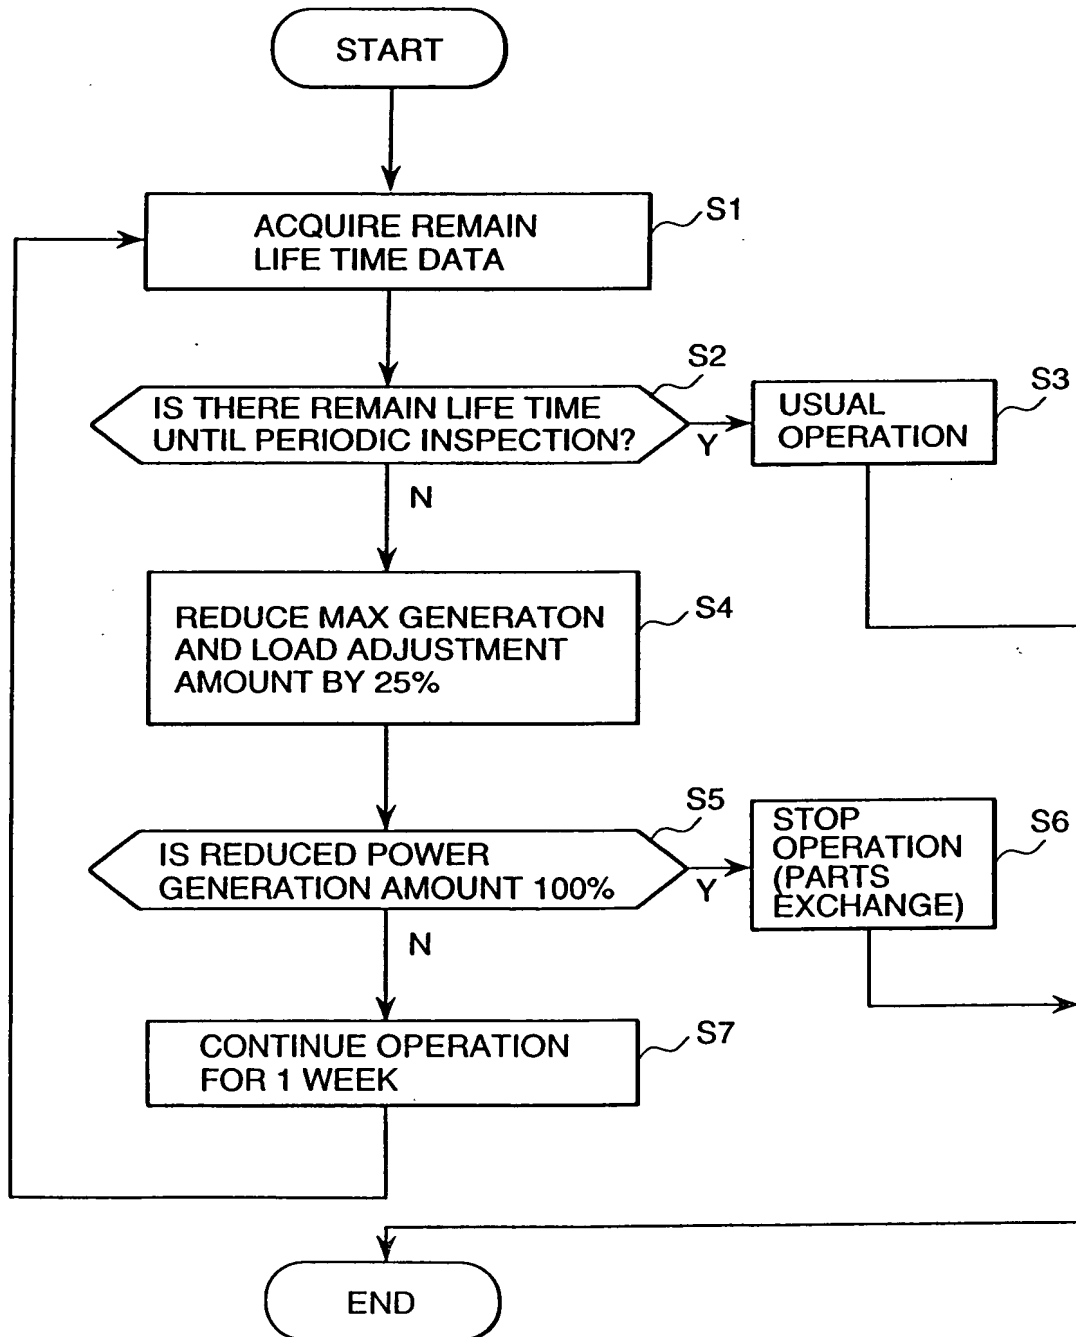 START
ACQUIRE REMAIN
LIFE TIME DATA
S1
IS THERE REMAIN LIFE TIME
UNTIL PERIODIC INSPECTION?
S2
Y
N
USUAL
OPERATION
S3
REDUCE MAX GENERATON
AND LOAD ADJUSTMENT
AMOUNT BY 25%
S4
IS REDUCED POWER
GENERATION AMOUNT 100%
S5
Y
N
STOP
OPERATION
(PARTS
EXCHANGE)
S6
CONTINUE OPERATION
FOR 1 WEEK
S7
END